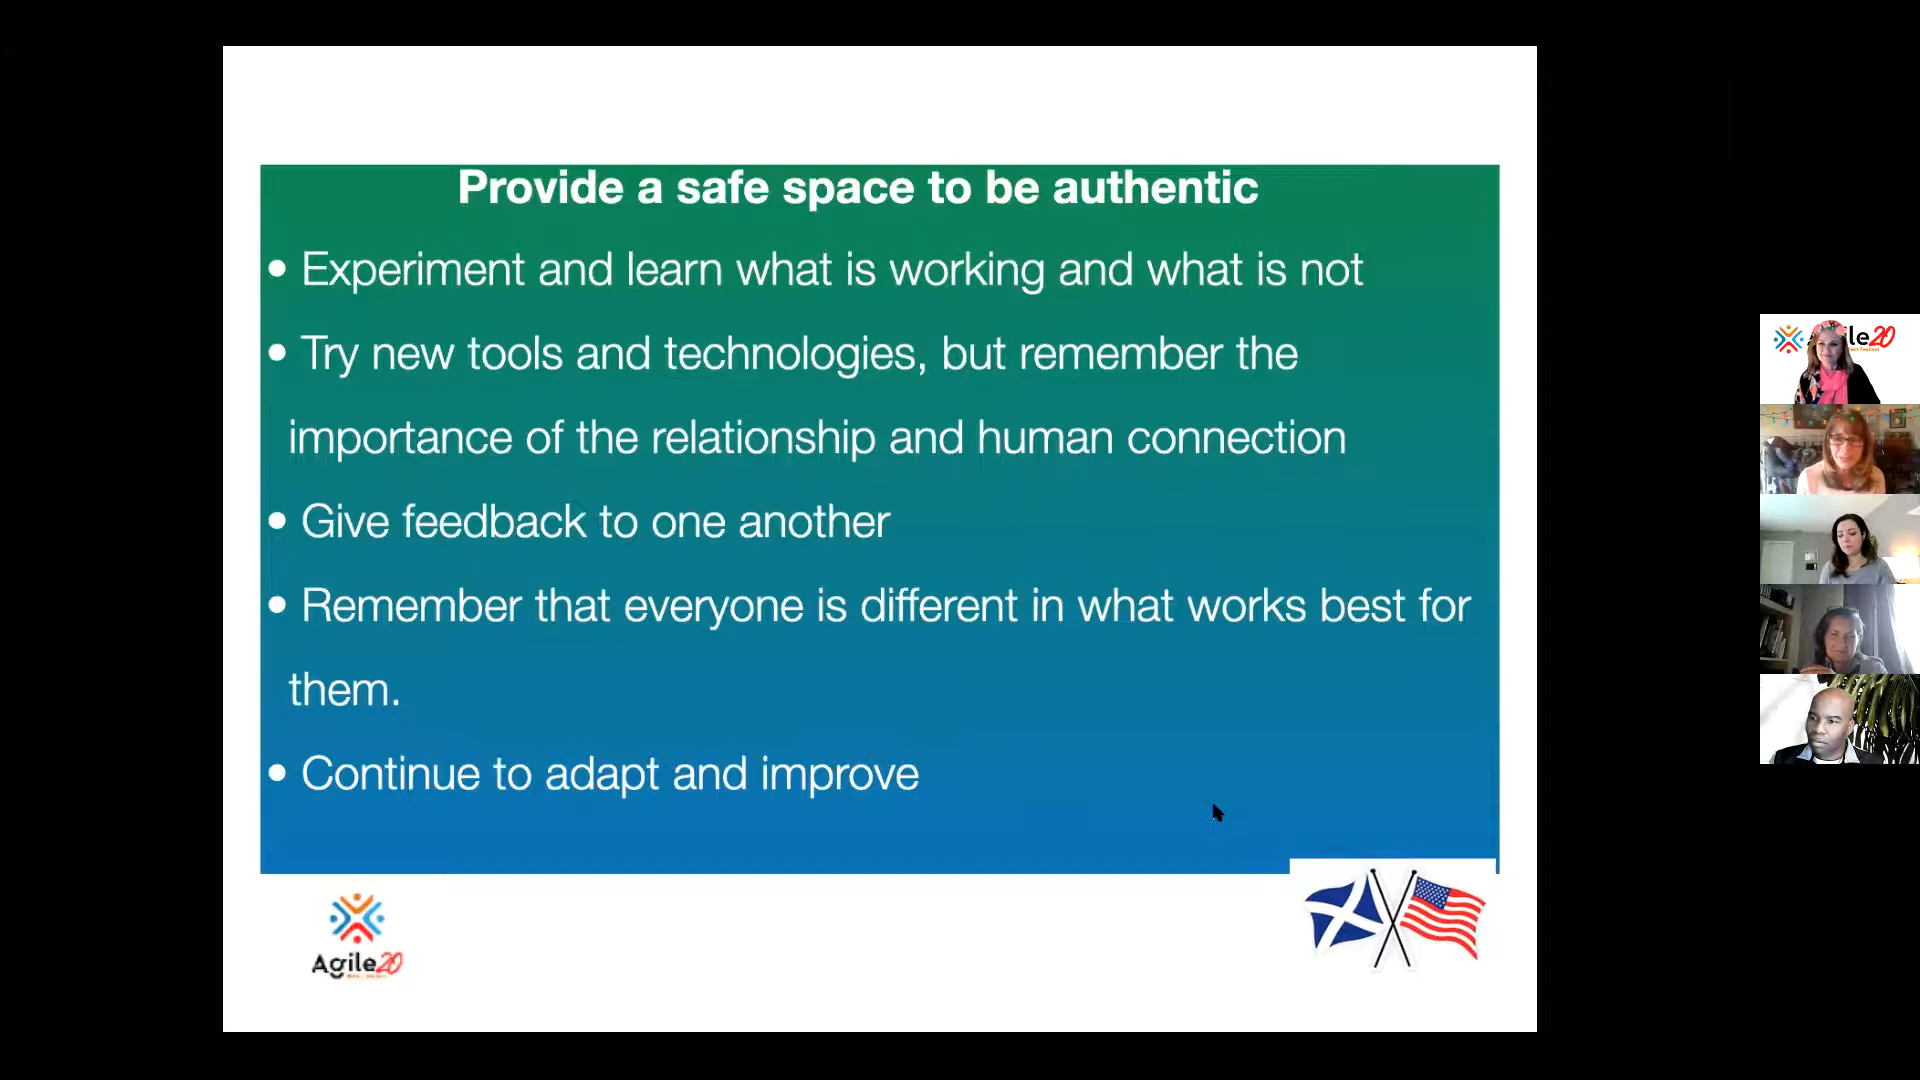 Provide a safe space to be authentic
• Experiment and learn what is working and what is not
• Try new tools and technologies, but remember the
importance of the relationship and human connection
• Give feedback to one another
• Remember that everyone is different in what works best for
them.
• Continue to adapt and improve
Agile20
le20